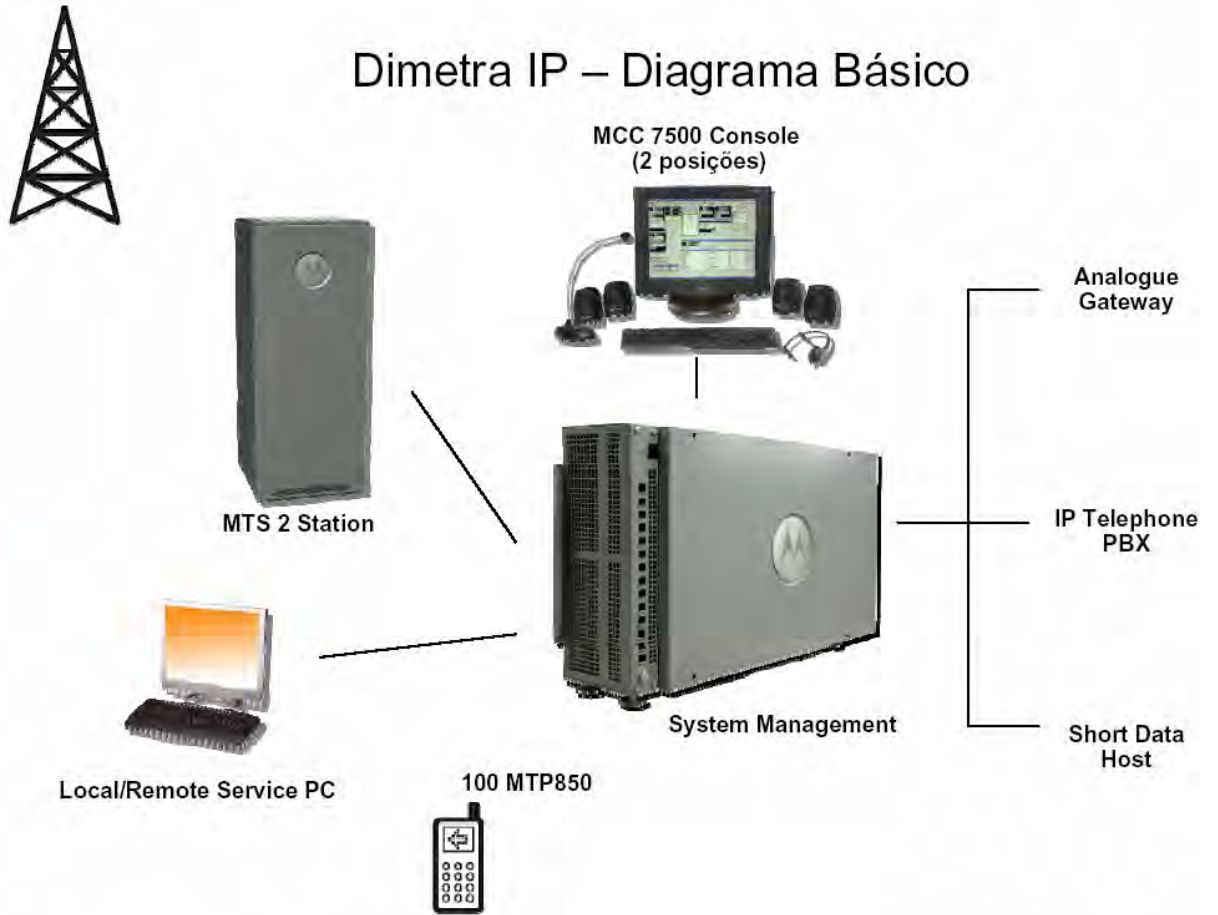 Dimetra IP – Diagrama Básico
MCC 7500 Console
(2 posições)
Analogue
Gateway
MTS 2 Station
IP Telephone
PBX
System Management
Short Data
Host
Local/Remote Service PC
100 MTP850